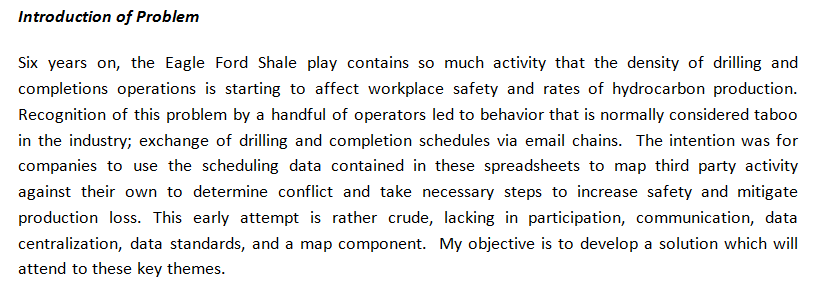 Introduction of Problem
Six years on, the Eagle Ford Shale play contains so much activity that the density of drilling and
completions operations is starting to affect workplace safety and rates of hydrocarbon production.
Recognition of this problem by a handful of operators led to behavior that is normally considered taboo
in the industry; exchange of drilling and completion schedules via email chains.  The intention was for
companies to use the scheduling data contained in these spreadsheets to map third party activity
against their own to determine conflict and take necessary steps to increase safety and mitigate
production loss. This early attempt is rather crude, lacking in participation, communication, data
centralization, data standards, and a map component.  My objective is to develop a solution which will
attend to these key themes.